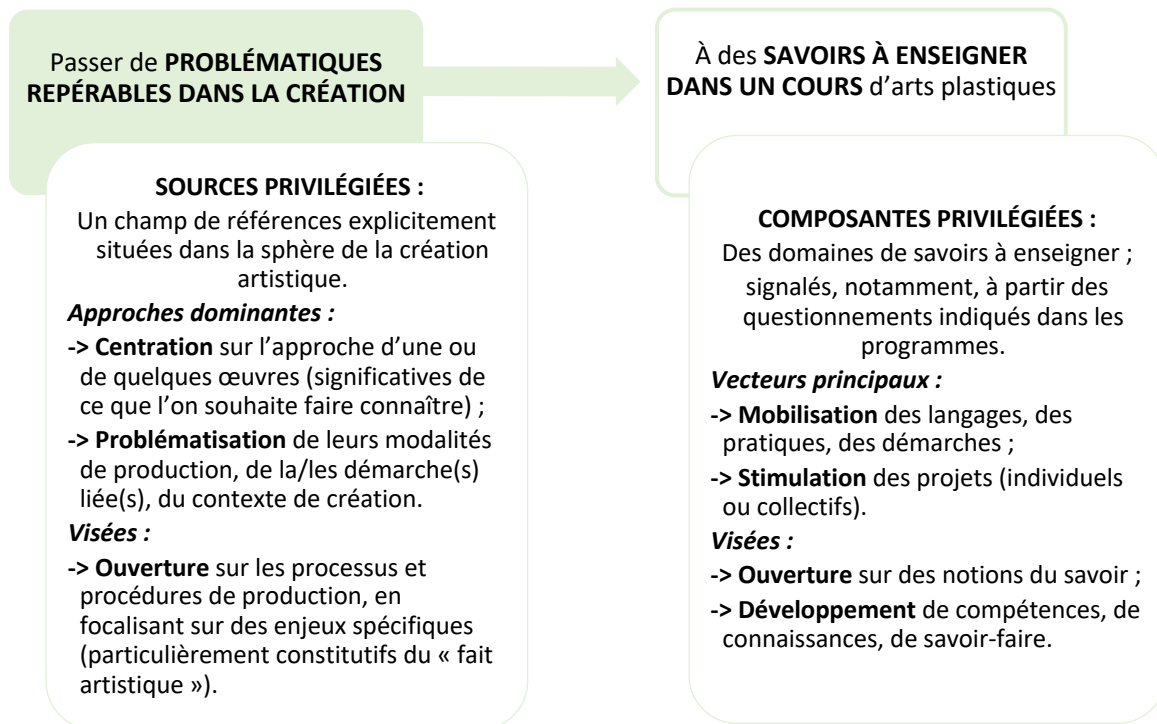 Passer de PROBLÉMATIQUES
REPÉRABLES DANS LA CRÉATION
À des SAVOIRS À ENSEIGNER
DANS UN COURS d’arts plastiques
SOURCES PRIVILÉGIÉES :
Un champ de références explicitement
situées dans la sphère de la création
artistique.
Approches dominantes :
-> Centration sur l’approche d’une ou
de quelques œuvres (significatives de
ce que l’on souhaite faire connaître) ;
-> Problématisation de leurs modalités
de production, de la/les démarche(s)
liée(s), du contexte de création.
Visées :
-> Ouverture sur les processus et
procédures de production, en
focalisant sur des enjeux spécifiques
(particulièrement constitutifs du « fait
artistique »).
COMPOSANTES PRIVILÉGIÉES :
Des domaines de savoirs à enseigner ;
signalés, notamment, à partir des
questionnements indiqués dans les
programmes.
Vecteurs principaux :
-> Mobilisation des langages, des
pratiques, des démarches ;
-> Stimulation des projets (individuels
ou collectifs).
Visées :
-> Ouverture sur des notions du savoir ;
-> Développement de compétences, de
connaissances, de savoir-faire.